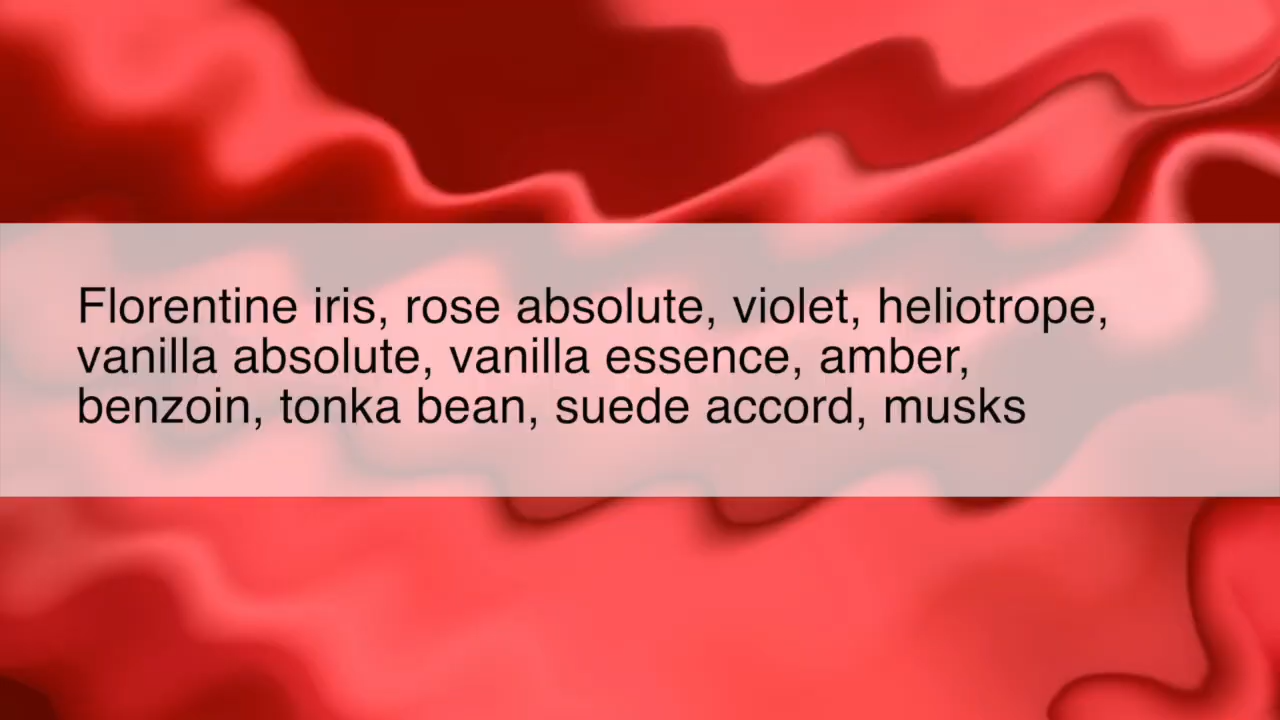 Florentine iris, rose absolute, violet, heliotrope,
vanilla absolute, vanilla essence, amber,
benzoin, tonka bean, suede accord, musks